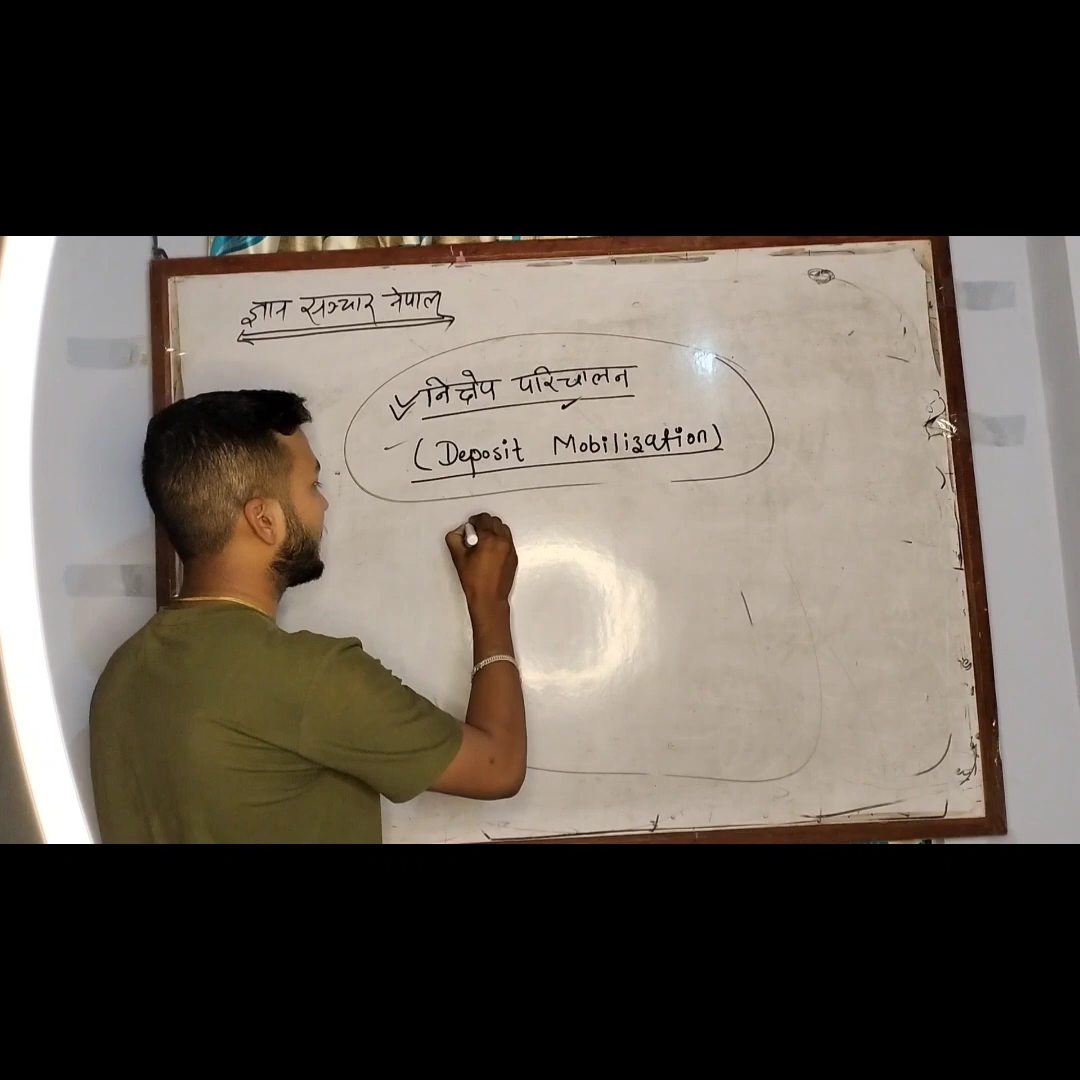 ज्ञान सञ्चार नेपाल
निक्षेप परिचालन
(Deposit Mobilization)